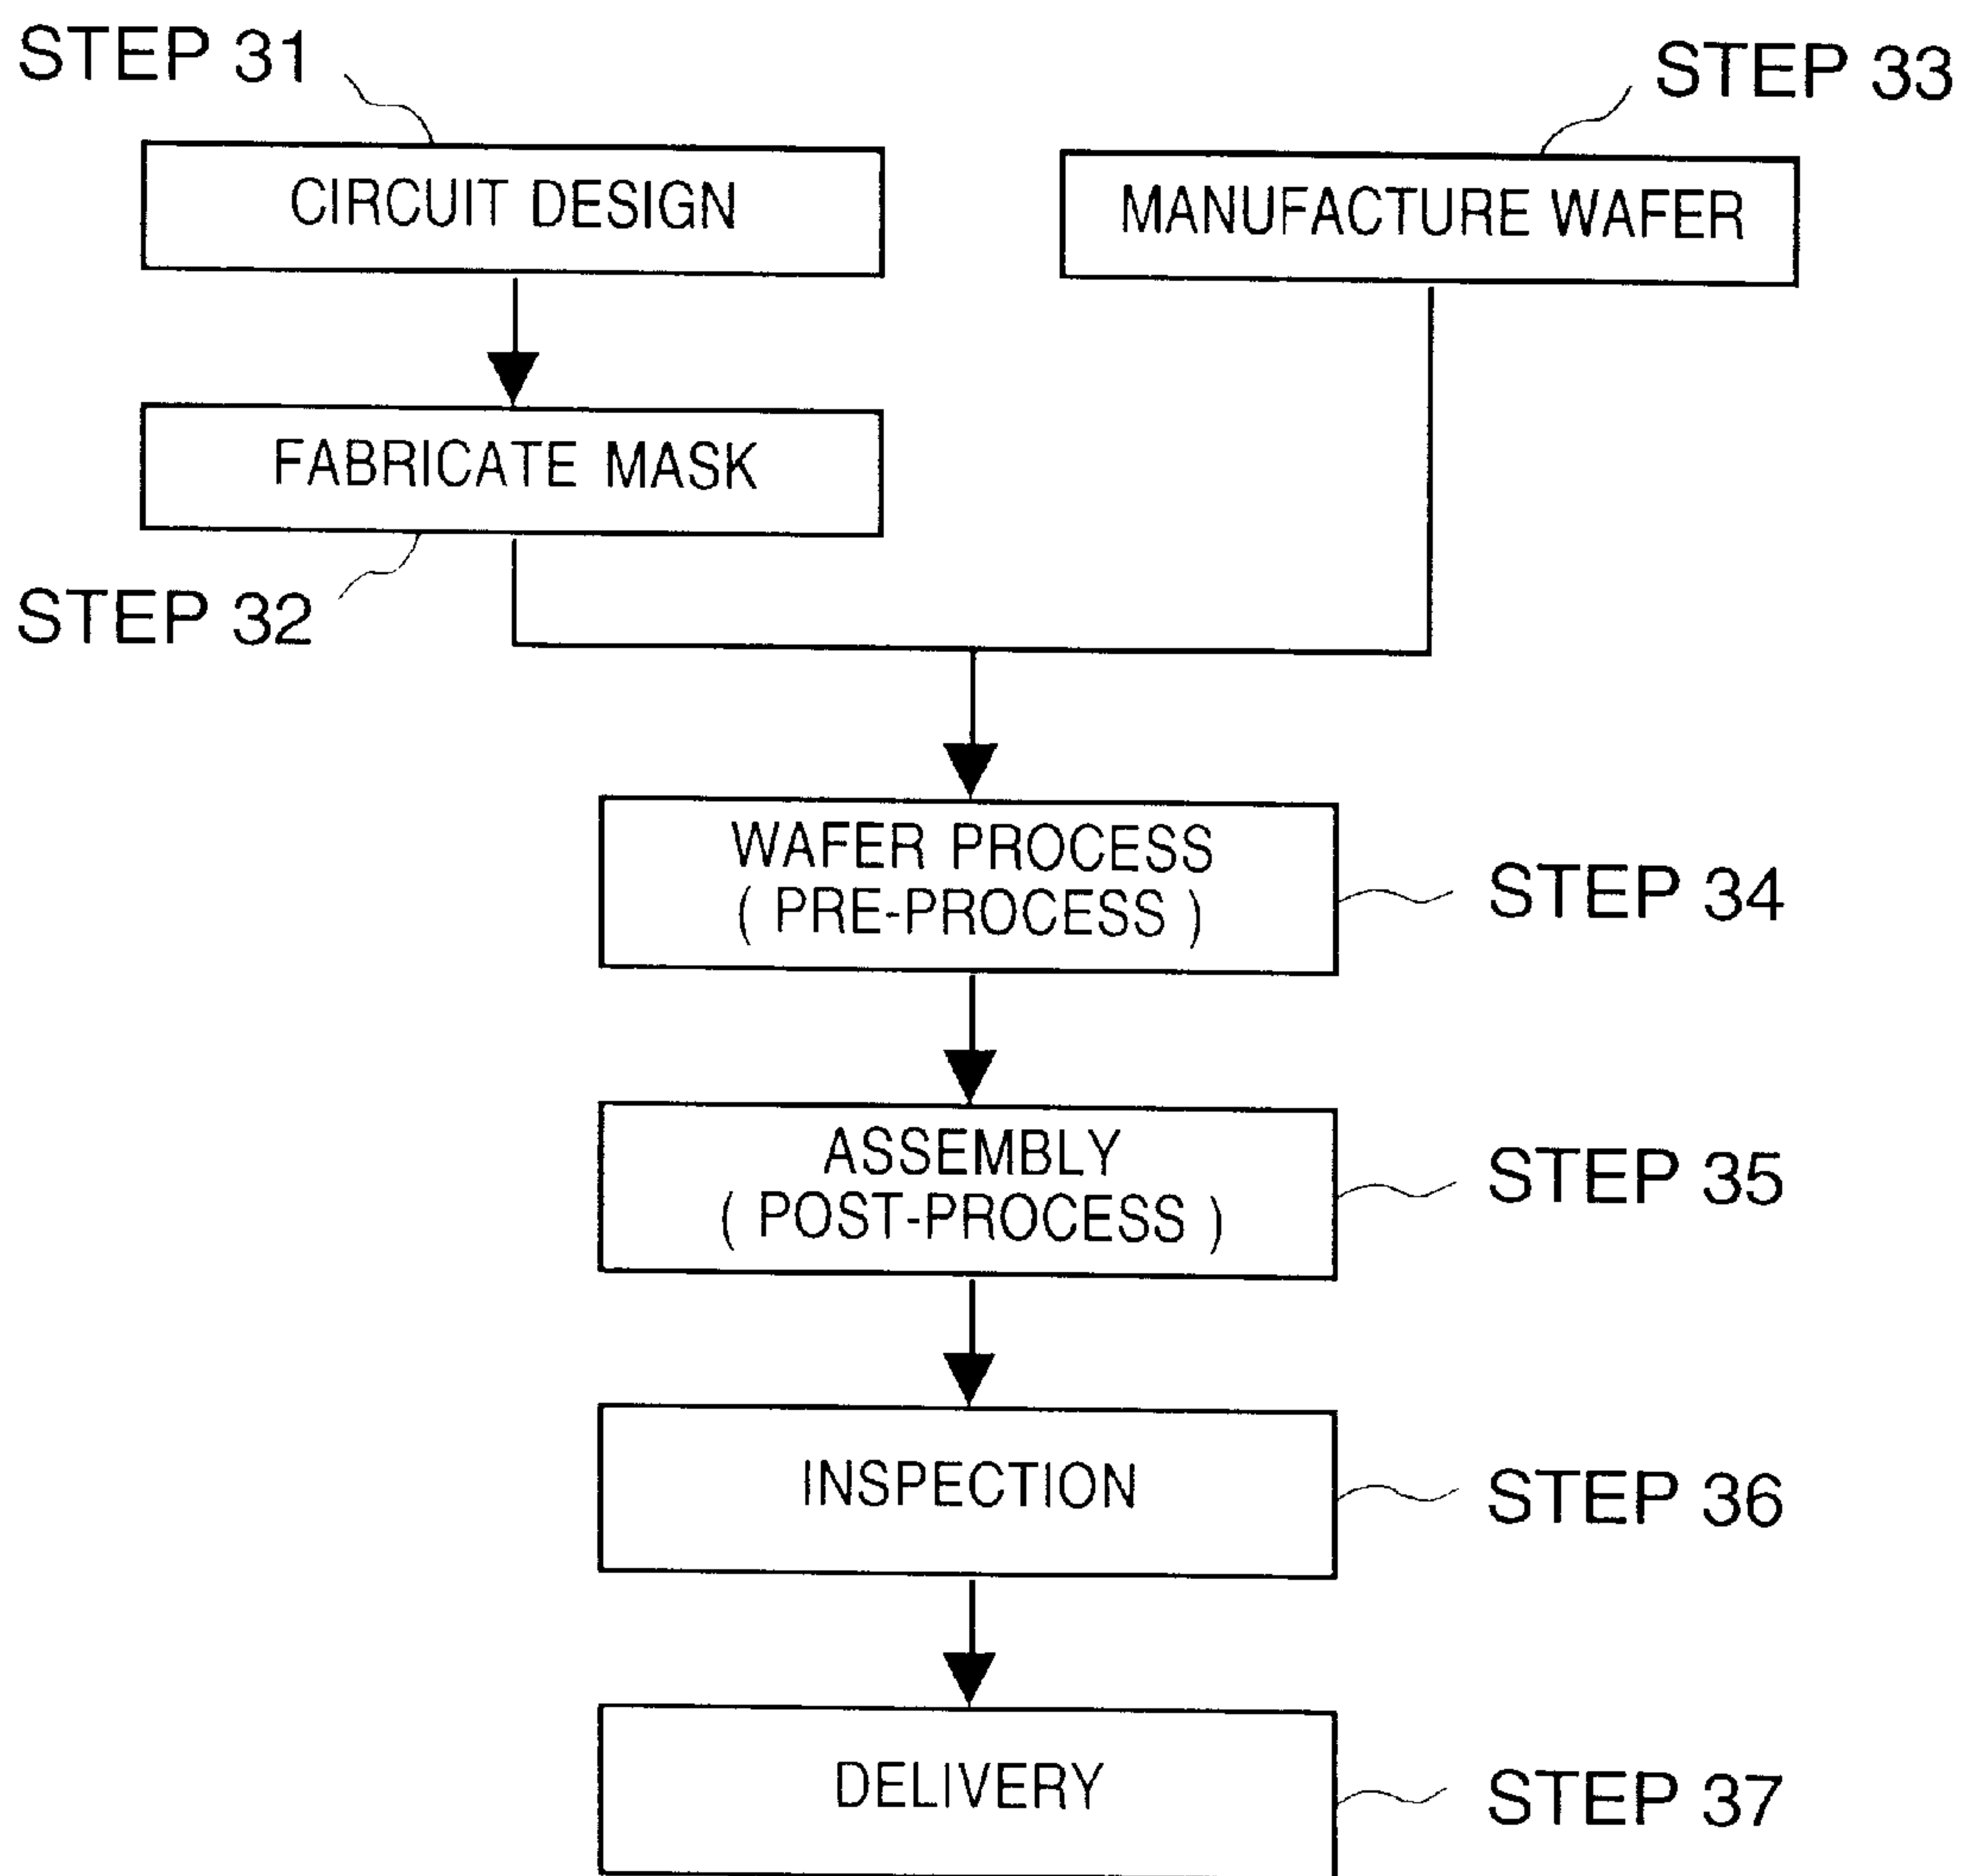 STEP 31
STEP 33
CIRCUIT DESIGN
MANUFACTURE WAFER
FABRICATE MASK
STEP 32
WAFER PROCESS
( PRE-PROCESS )
STEP 34
ASSEMBLY
( POST-PROCESS )
STEP 35
INSPECTION
STEP 36
DELIVERY
STEP 37